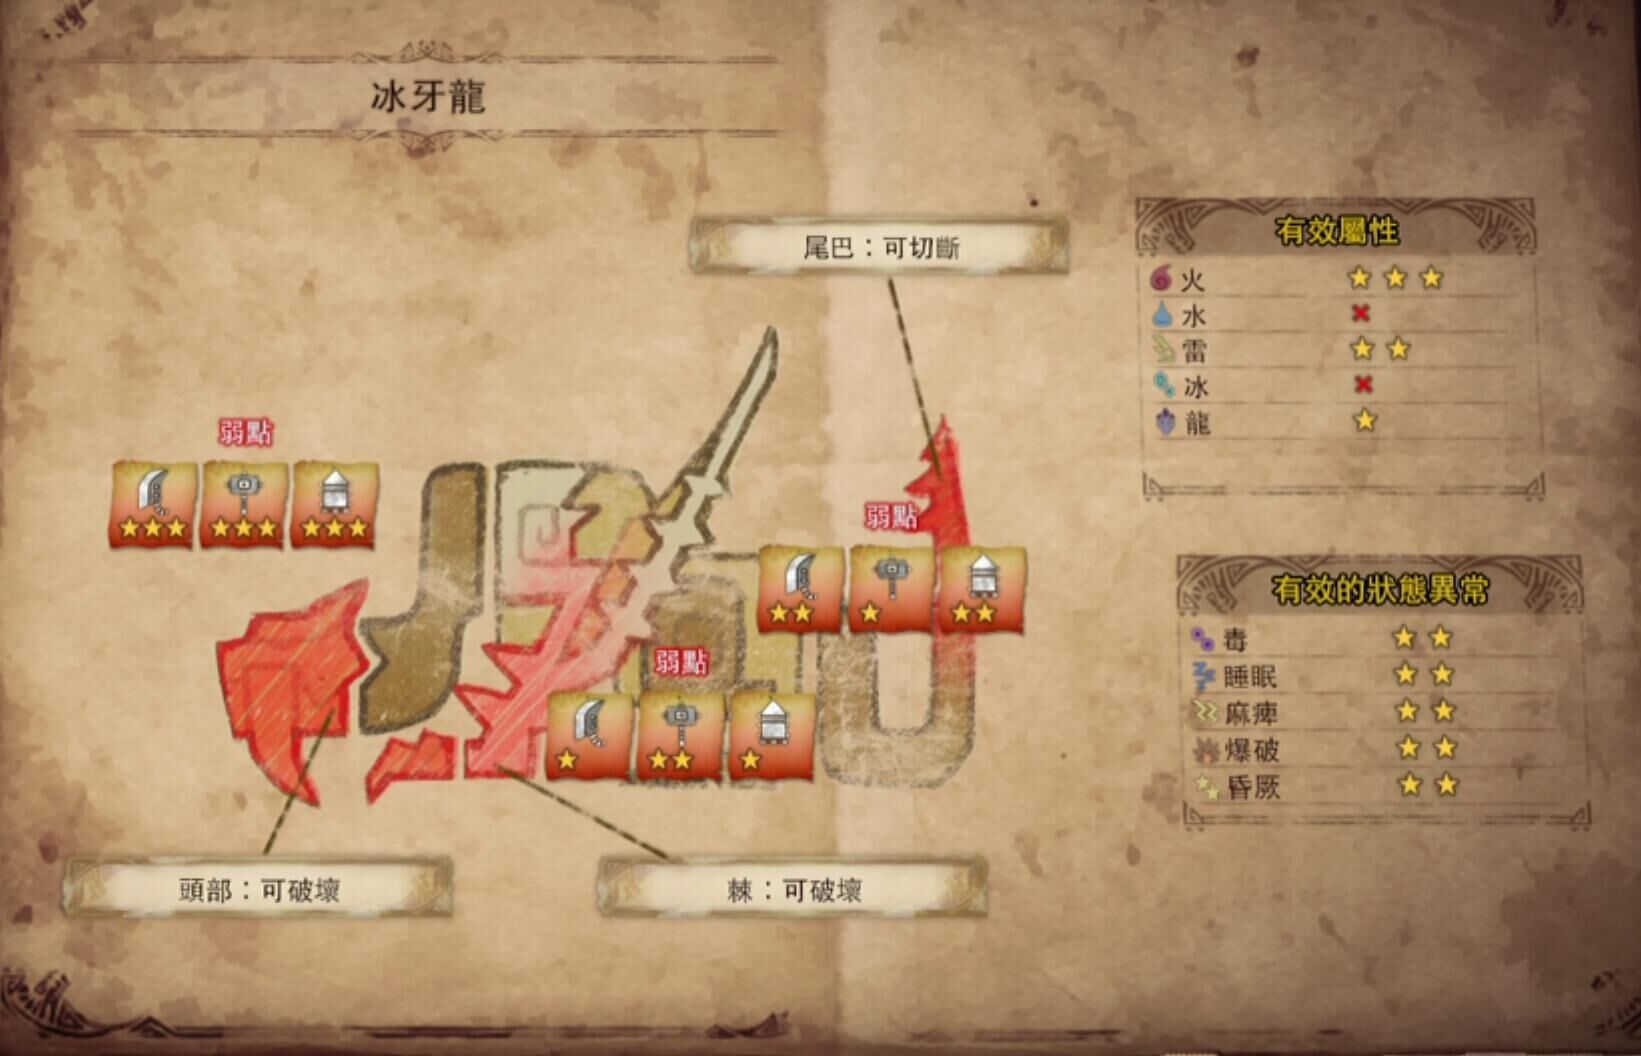 冰牙龍
尾巴：可切斷
有效屬性
火
水
雷
冰
龍
弱點
弱點
弱點
有效的狀態異常
毒
睡眠
麻痺
爆破
昏厥
頭部：可破壞
棘：可破壞